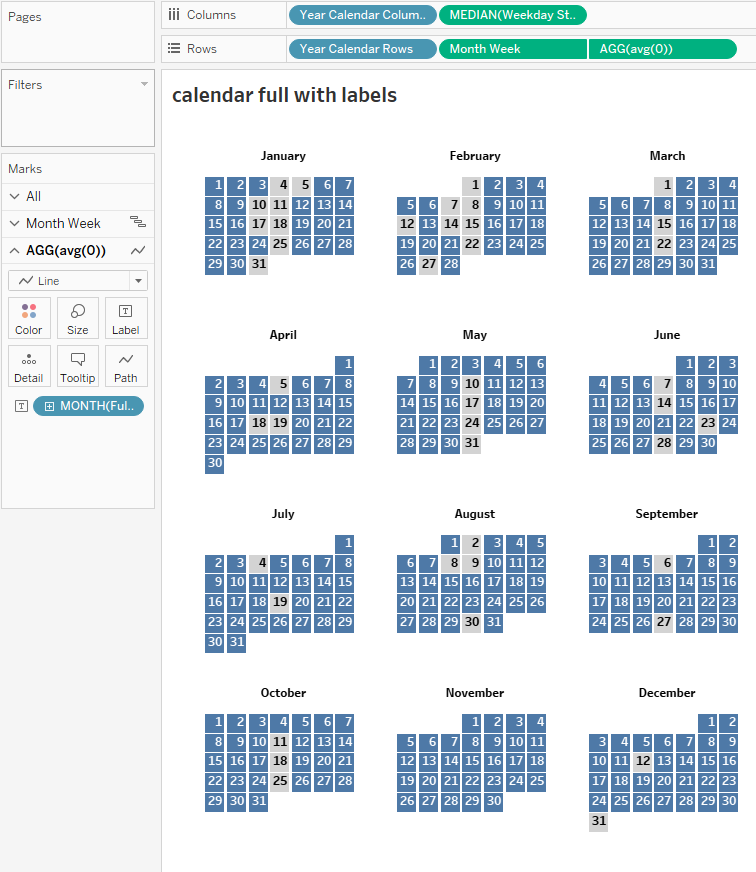 Pages
Columns
Year Calendar Colum..
MEDIAN(Weekday St..
Rows
Year Calendar Rows
Month Week
AGG(avg(0))
Filters
calendar full with labels
Marks
All
Month Week
AGG(avg(0))
Line
Color Size Label
Detail Tooltip Path
MONTH(Ful..
January February March
1 2 3 4 5 6 7 1 2 3 4 1 2 3 4
8 9 10 11 12 13 14 5 6 7 8 9 10 11 5 6 7 8 9 10 11
15 16 17 18 19 20 21 12 13 14 15 16 17 18 12 13 14 15 16 17 18
22 23 24 25 26 27 28 19 20 21 22 23 24 25 19 20 21 22 23 24 25
29 30 31 26 27 28 26 27 28 29 30 31
April May June
1 1 2 3 4 5 6 1 2 3
2 3 4 5 6 7 8 7 8 9 10 11 12 13 4 5 6 7 8 9 10
9 10 11 12 13 14 15 14 15 16 17 18 19 20 11 12 13 14 15 16 17
16 17 18 19 20 21 22 21 22 23 24 25 26 27 18 19 20 21 22 23 24
23 24 25 26 27 28 29 28 29 30 31 25 26 27 28 29 30
30
July August September
1 1 2 3 4 5 1 2
2 3 4 5 6 7 8 6 7 8 9 10 11 12 3 4 5 6 7 8 9
9 10 11 12 13 14 15 13 14 15 16 17 18 19 10 11 12 13 14 15 16
16 17 18 19 20 21 22 20 21 22 23 24 25 26 17 18 19 20 21 22 23
23 24 25 26 27 28 29 27 28 29 30 31 24 25 26 27 28 29 30
30 31
October November December
1 2 3 4 5 6 7 1 2 3 4 1 2
8 9 10 11 12 13 14 5 6 7 8 9 10 11 3 4 5 6 7 8 9
15 16 17 18 19 20 21 12 13 14 15 16 17 18 10 11 12 13 14 15 16
22 23 24 25 26 27 28 19 20 21 22 23 24 25 17 18 19 20 21 22 23
29 30 31 26 27 28 29 30 24 25 26 27 28 29 30
31